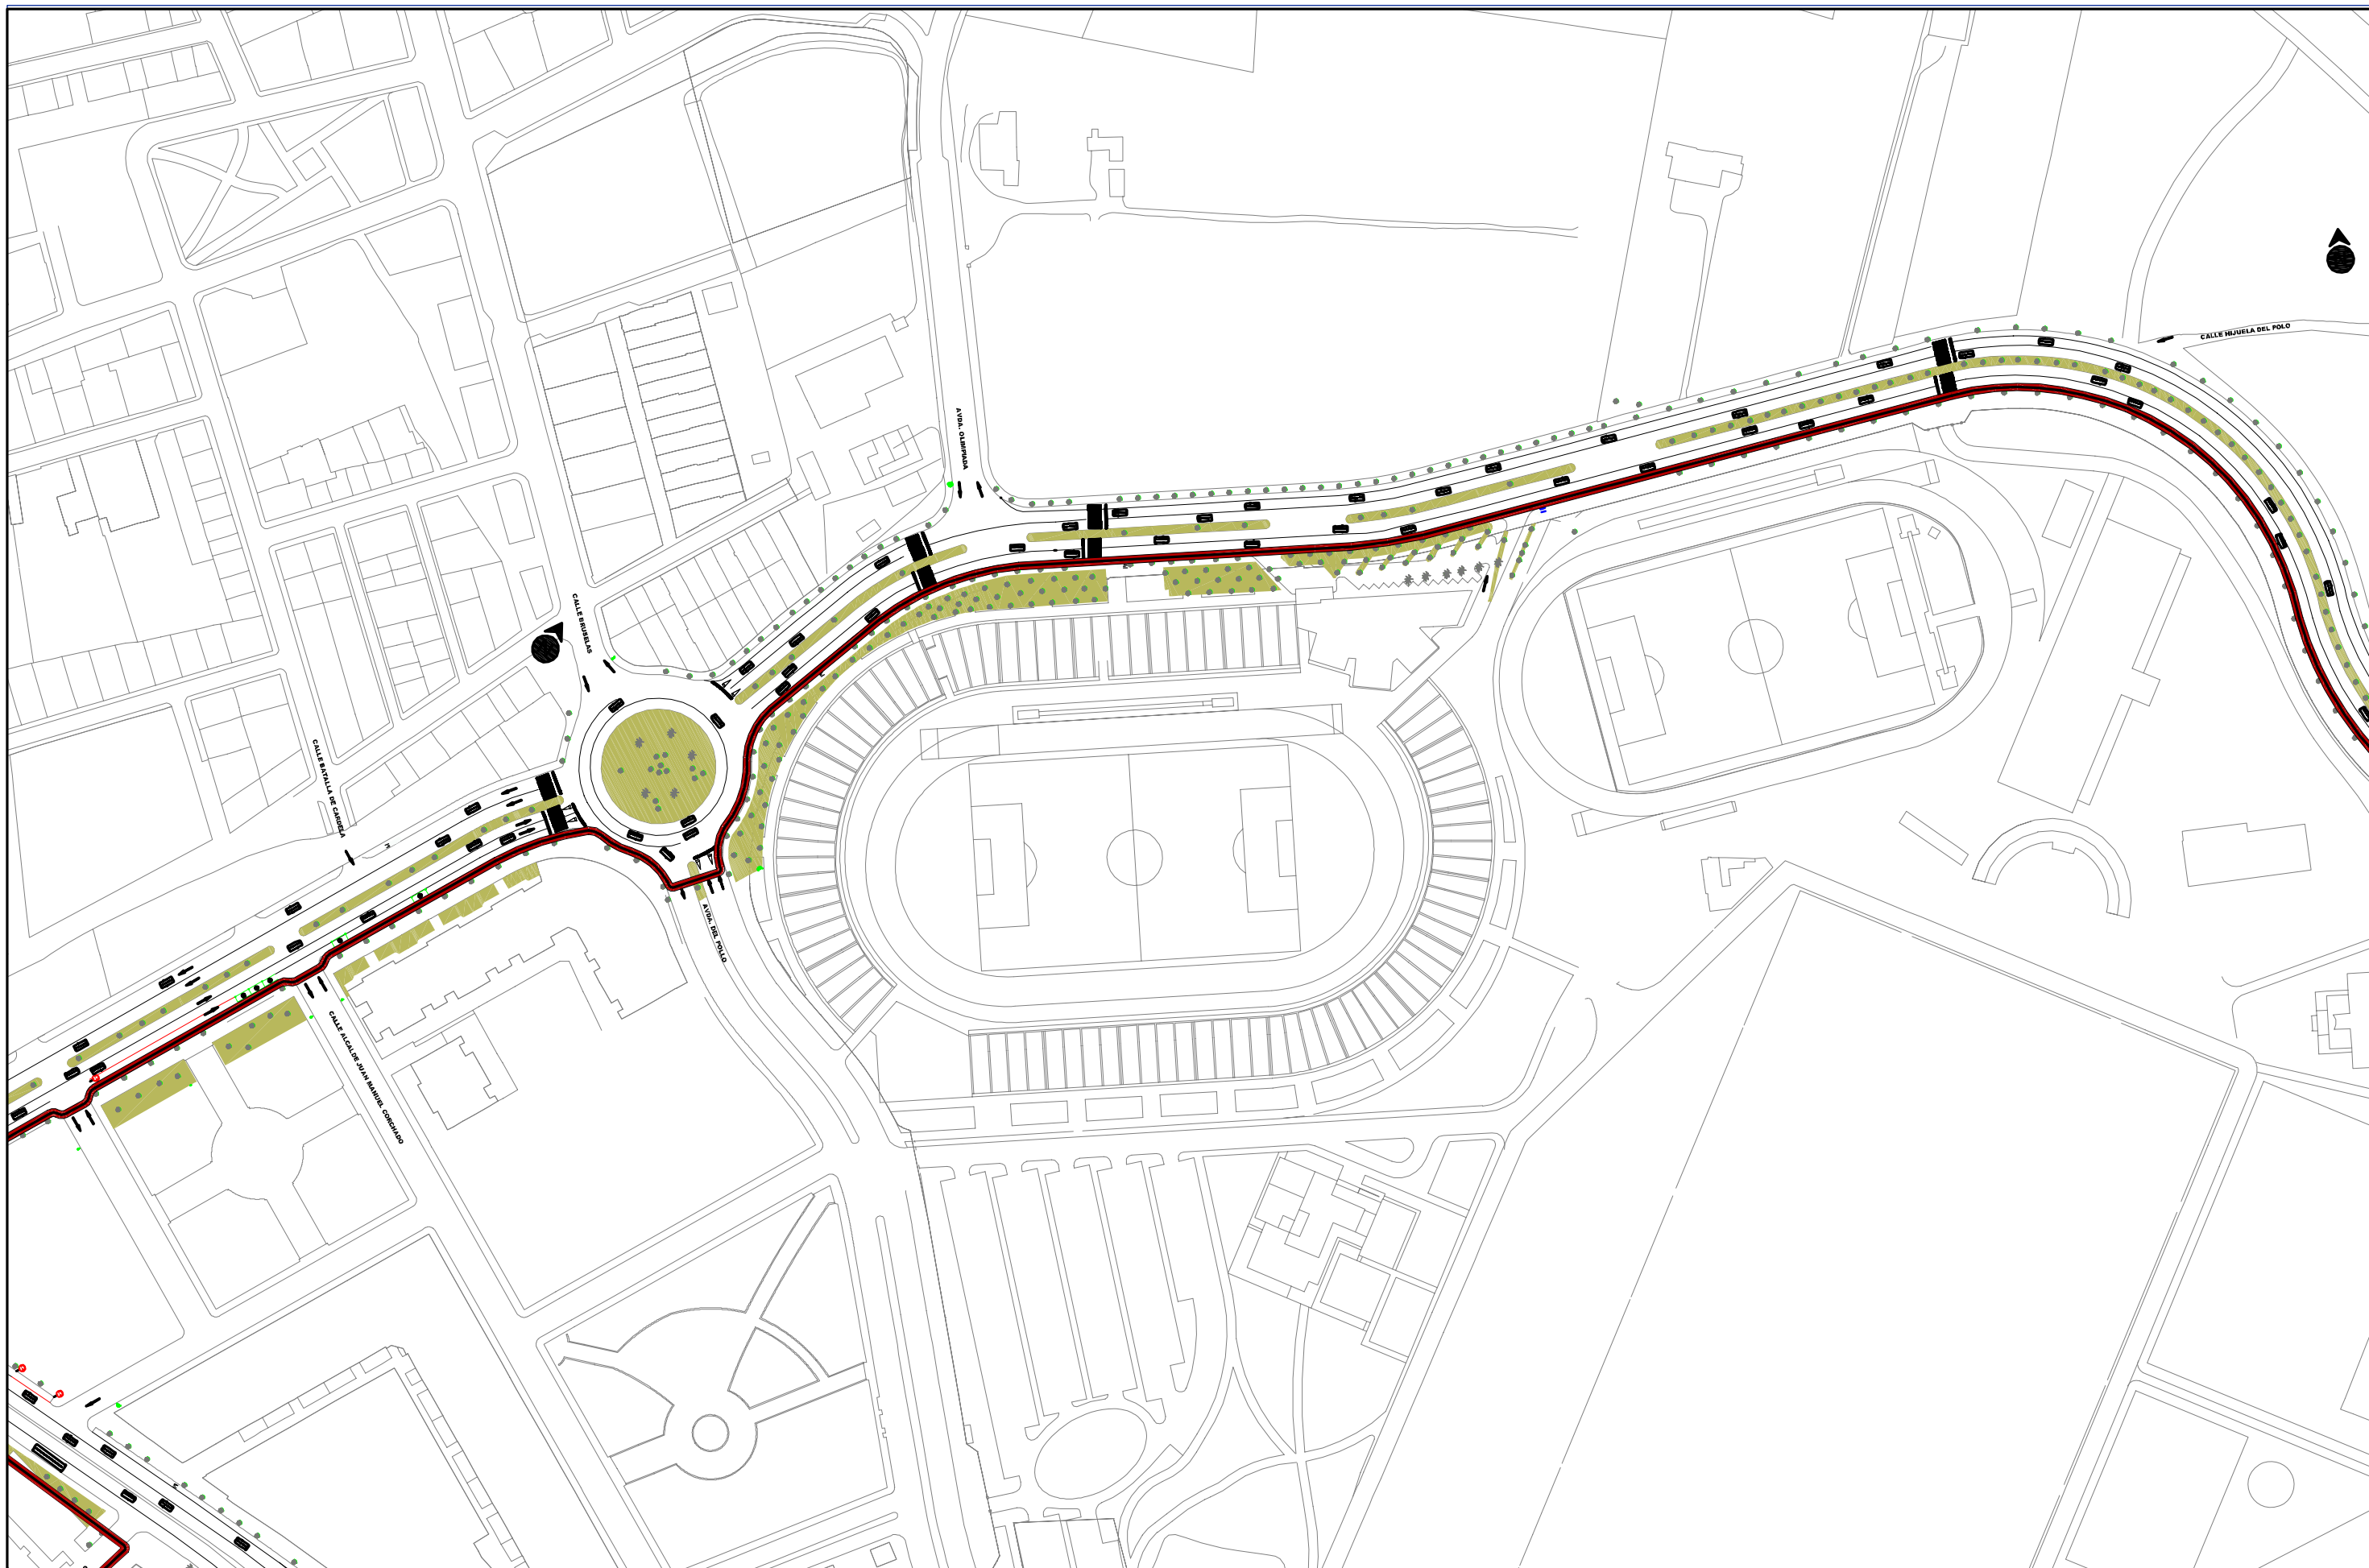 CALLE HIJUELA DEL POLO
AVDA. OLIMPIADA
CALLE BRUSELAS
CALLE BATALLA DE CARDELA
AVDA. DEL POLLO
CALLE ALCALDE JUAN MANUEL CORCHADO